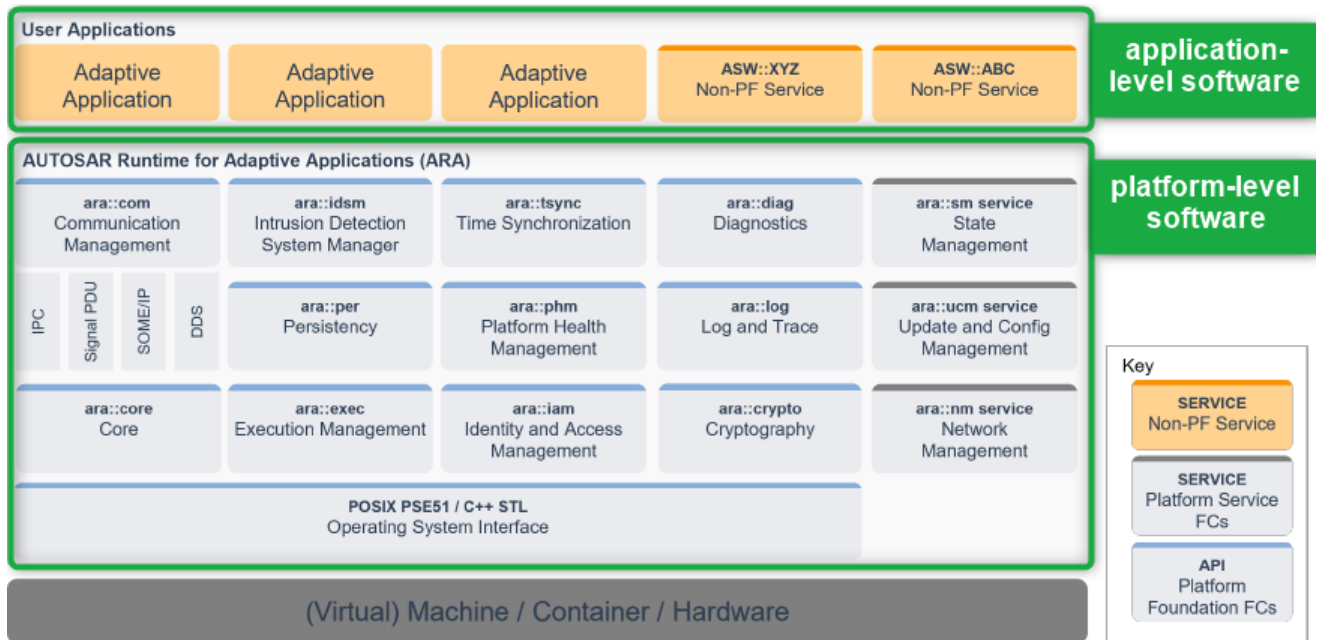 User Applications
Adaptive
Application
Adaptive
Application
Adaptive
Application
ASW::XYZ
Non-PF Service
ASW::ABC
Non-PF Service
application-
level software
AUTOSAR Runtime for Adaptive Applications (ARA)
ara::com
Communication
Management
ara::idsm
Intrusion Detection
System Manager
ara::tsync
Time Synchronization
ara::diag
Diagnostics
ara::sm service
State
Management
platform-level
software
IPC
Signal PDU
SOME/IP
DDS
ara::per
Persistency
ara::phm
Platform Health
Management
ara::log
Log and Trace
ara::ucm service
Update and Config
Management
ara::core
Core
ara::exec
Execution Management
ara::iam
Identity and Access
Management
ara::crypto
Cryptography
ara::nm service
Network
Management
POSIX PSE51 / C++ STL
Operating System Interface
(Virtual) Machine / Container / Hardware
Key
SERVICE
Non-PF Service
SERVICE
Platform Service
FCs
API
Platform
Foundation FCs